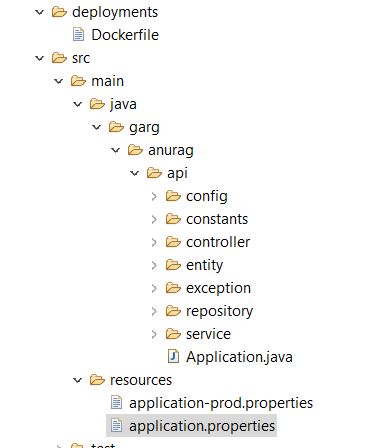 deployments
Dockerfile
src
main
java
garg
anurag
api
config
constants
controller
entity
exception
repository
service
Application.java
resources
application-prod.properties
application.properties